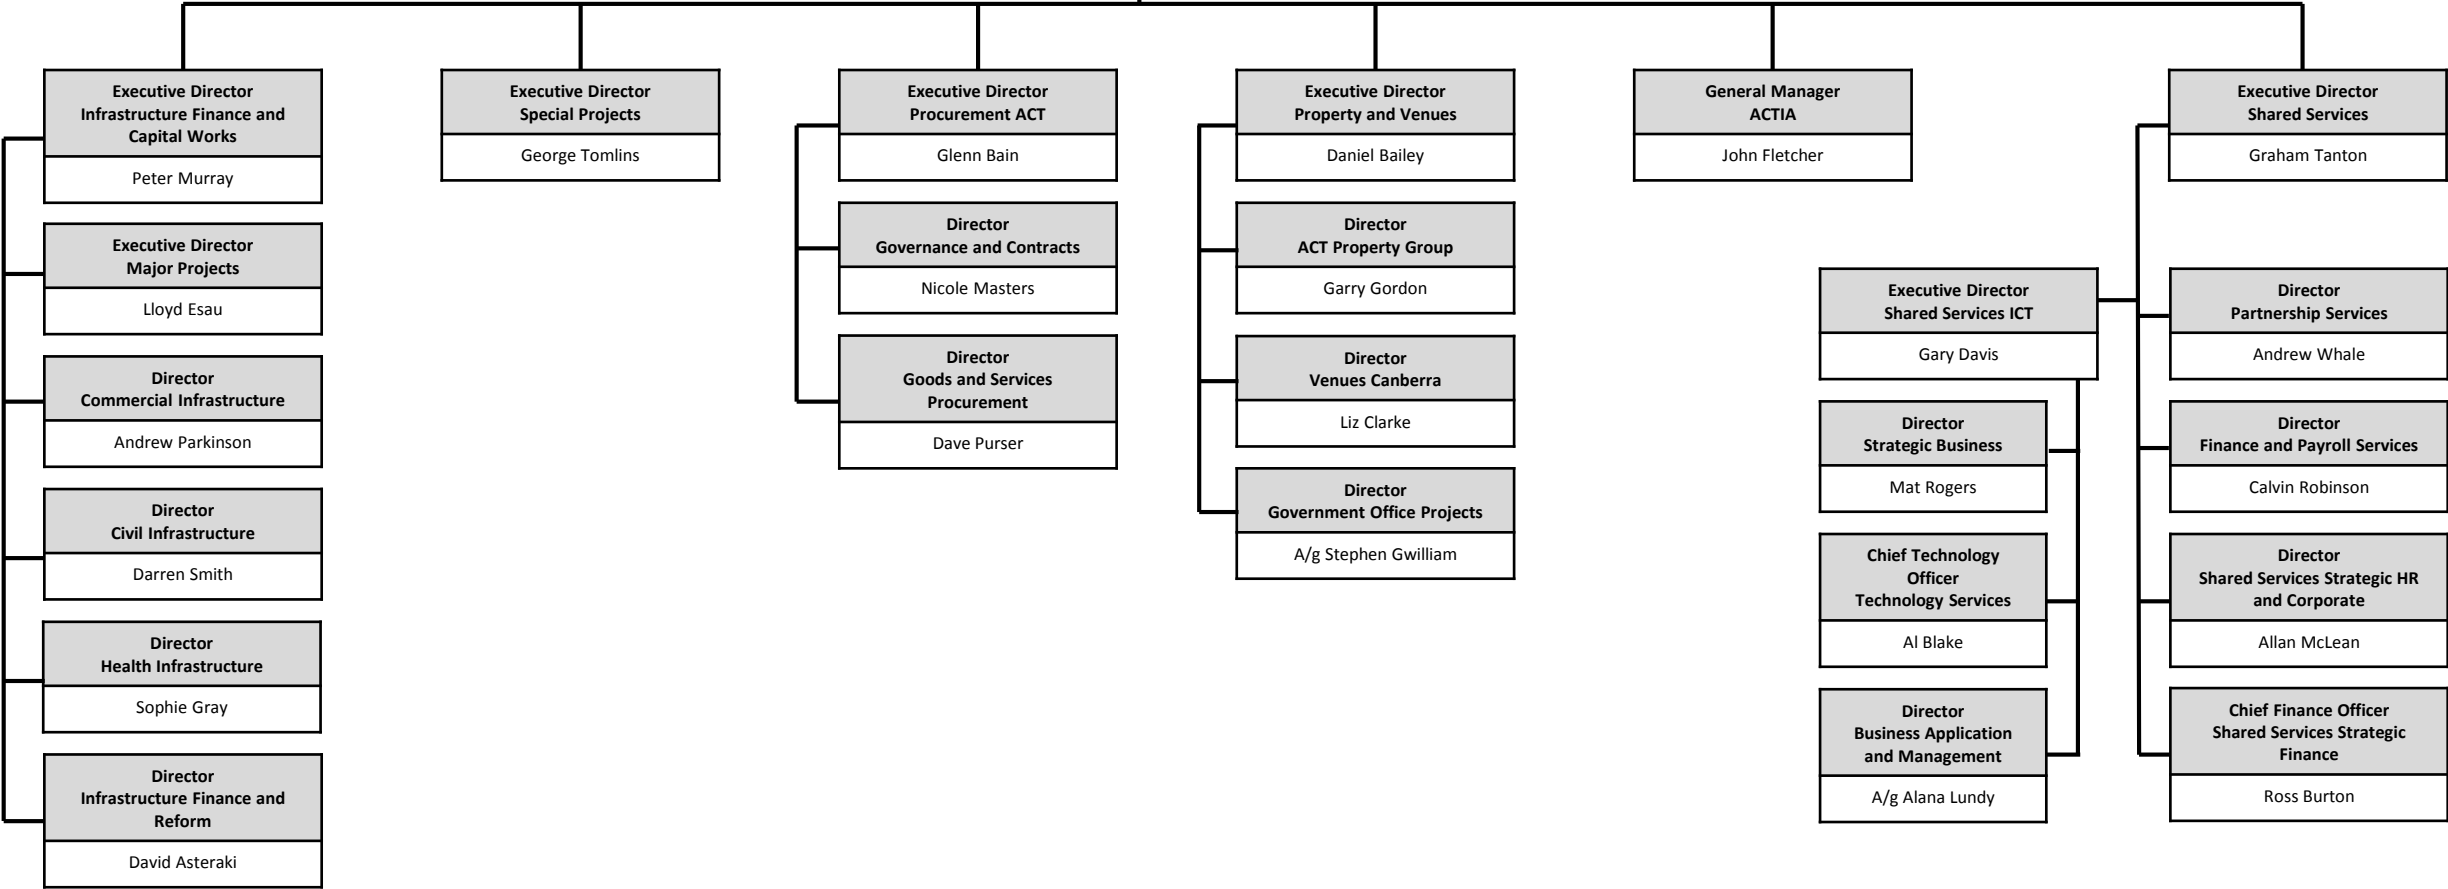 Executive Director
Infrastructure Finance and
Capital Works
Peter Murray
Executive Director
Major Projects
Lloyd Esau
Director
Commercial Infrastructure
Andrew Parkinson
Director
Civil Infrastructure
Darren Smith
Director
Health Infrastructure
Sophie Gray
Director
Infrastructure Finance and
Reform
David Asteraki
Executive Director
Special Projects
George Tomlins
Executive Director
Procurement ACT
Glenn Bain
Director
Governance and Contracts
Nicole Masters
Director
Goods and Services
Procurement
Dave Purser
Executive Director
Property and Venues
Daniel Bailey
Director
ACT Property Group
Garry Gordon
Director
Venues Canberra
Liz Clarke
Director
Government Office Projects
A/g Stephen Gwilliam
General Manager
ACTIA
John Fletcher
Executive Director
Shared Services
Graham Tanton
Executive Director
Shared Services ICT
Gary Davis
Director
Strategic Business
Mat Rogers
Chief Technology
Officer
Technology Services
Al Blake
Director
Business Application
and Management
A/g Alana Lundy
Director
Partnership Services
Andrew Whale
Director
Finance and Payroll Services
Calvin Robinson
Director
Shared Services Strategic HR
and Corporate
Allan McLean
Chief Finance Officer
Shared Services Strategic
Finance
Ross Burton